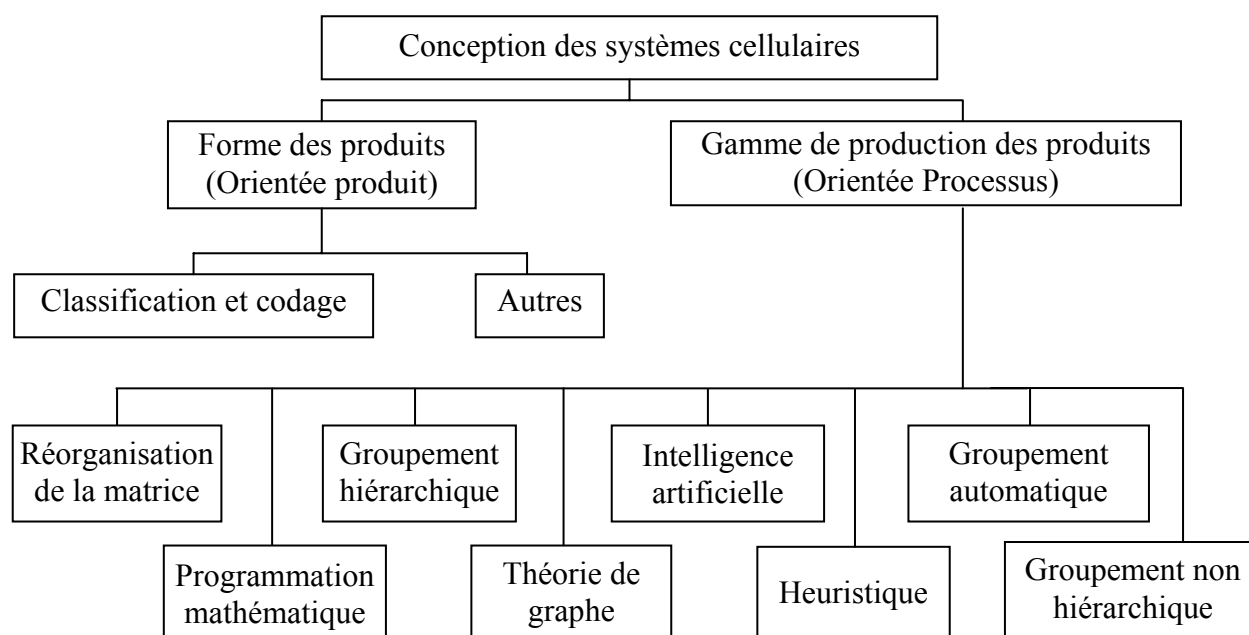 Conception des systèmes cellulaires
Forme des produits
(Orientée produit)
Gamme de production des produits
(Orientée Processus)
Classification et codage
Autres
Réorganisation
de la matrice
Groupement
hiérarchique
Intelligence
artificielle
Groupement
automatique
Programmation
mathématique
Théorie de
graphe
Heuristique
Groupement non
hiérarchique